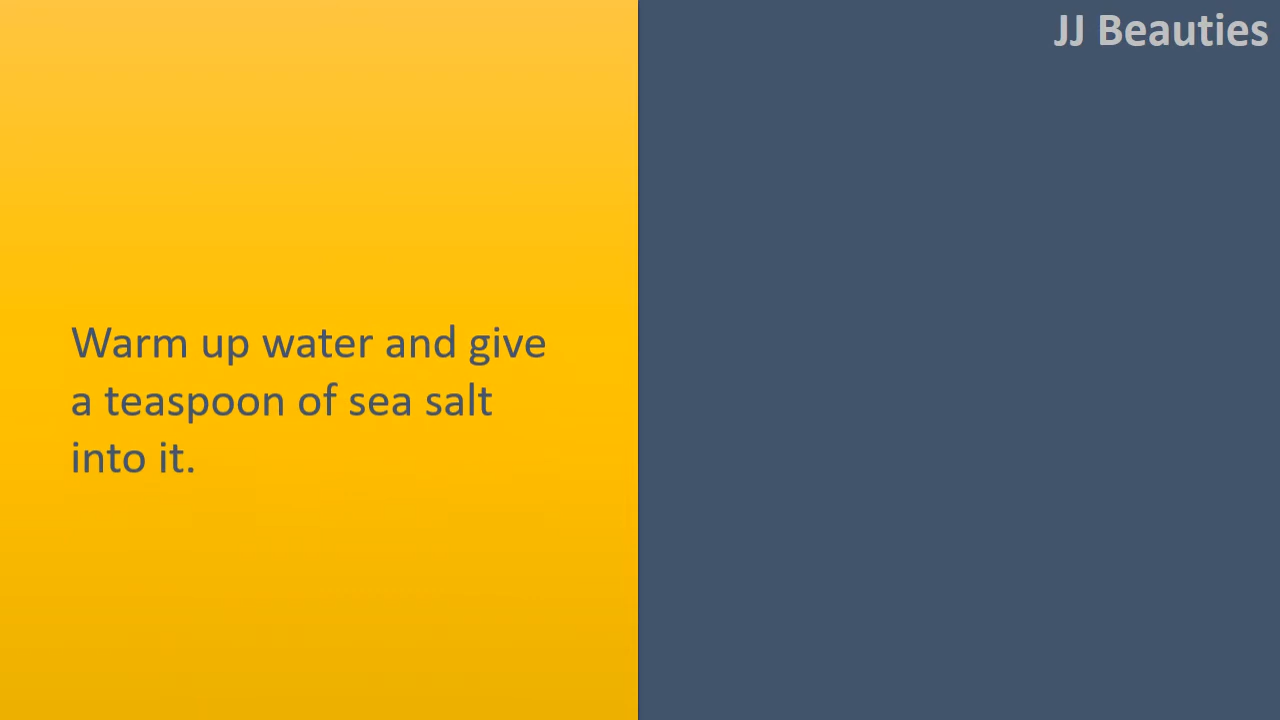 JJ Beauties
Warm up water and give
a teaspoon of sea salt
into it.